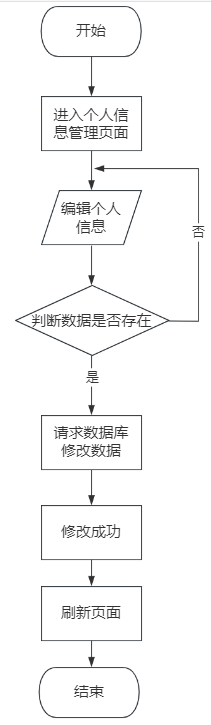 开始
进入个人信
息管理页面
编辑个人
信息
否
判断数据是否存在
是
请求数据库
修改数据
修改成功
刷新页面
结束